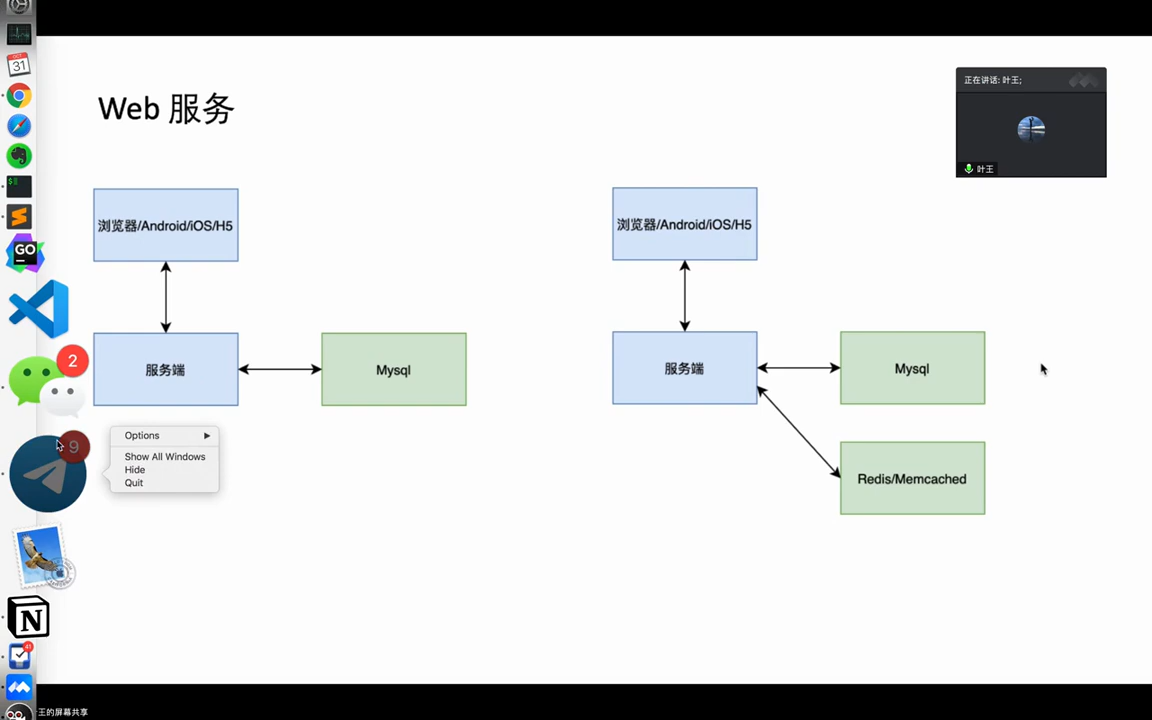 31
Web 服务
正在讲话: 叶王;
叶王
浏览器/Android/iOS/H5
浏览器/Android/iOS/H5
GO
服务端
Mysql
服务端
Mysql
2
9
Options
Show All Windows
Hide
Quit
Redis/Memcached
N
王的屏幕共享